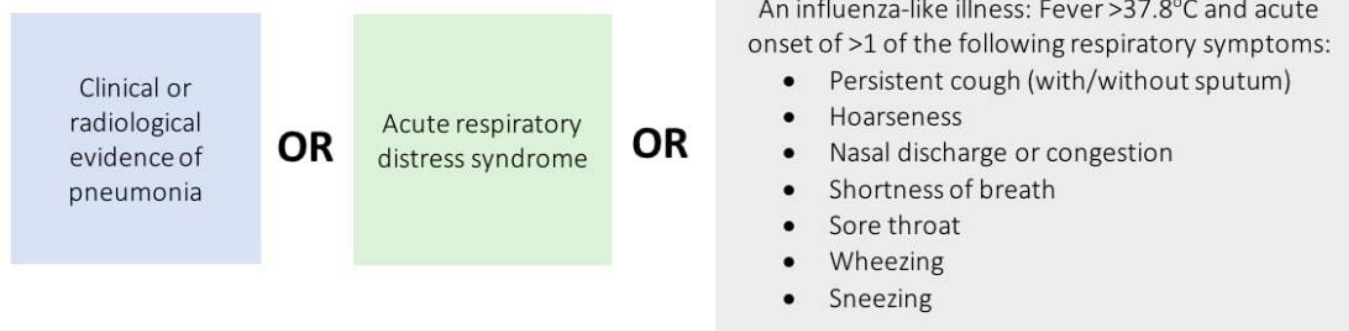 Clinical or
radiological
evidence of
pneumonia
OR
Acute respiratory
distress syndrome
OR
An influenza-like illness: Fever >37.8°C and acute
onset of >1 of the following respiratory symptoms:
• Persistent cough (with/without sputum)
• Hoarseness
• Nasal discharge or congestion
• Shortness of breath
• Sore throat
• Wheezing
• Sneezing